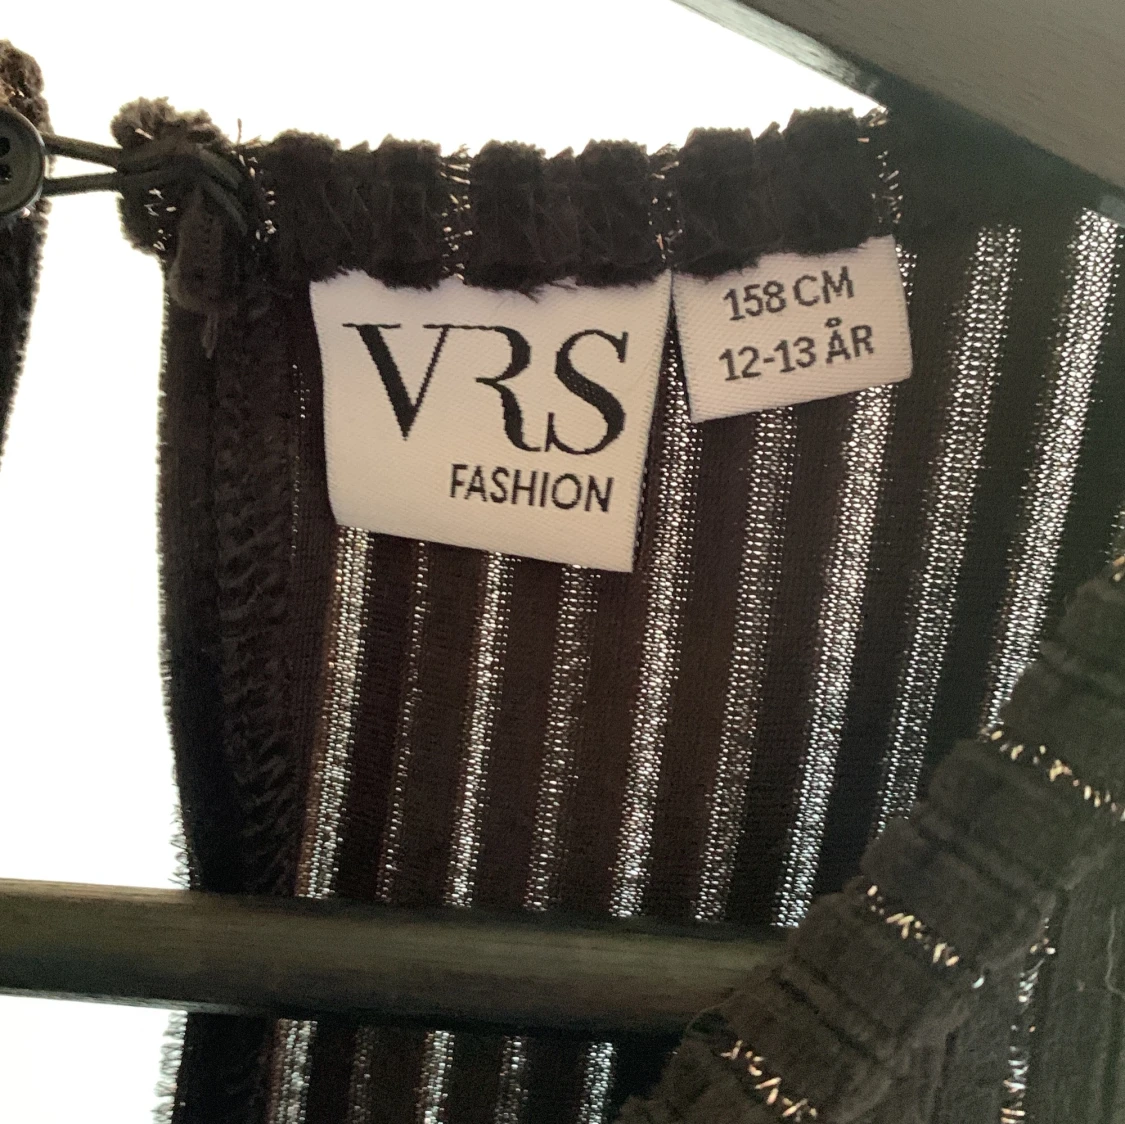 VRS
FASHION
158 CM
12-13 ÅR